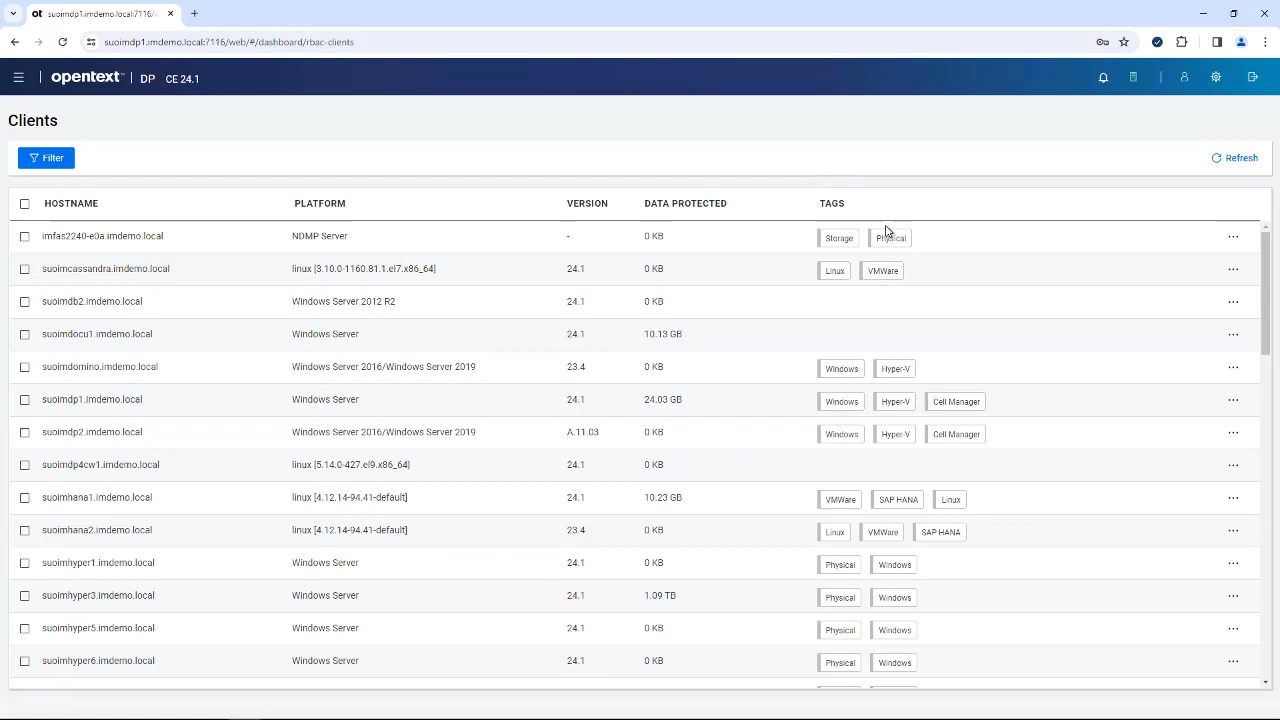 suoimdp1.imdemo.local:7116/w
suoimdp1.imdemo.local:7116/web/#/dashboard/rbac-clients
opentext™ | DP CE 24.1
Clients
Filter
Refresh
HOSTNAME PLATFORM VERSION DATA PROTECTED TAGS
imfas2240-e0a.imdemo.local NDMP Server - 0 KB Storage Physical
suoimcassandra.imdemo.local linux [3.10.0-1160.81.1.el7.x86_64] 24.1 0 KB Linux VMWare
suoimdb2.imdemo.local Windows Server 2012 R2 24.1 0 KB
suoimdocu1.imdemo.local Windows Server 24.1 10.13 GB
suoimdomino.imdemo.local Windows Server 2016/Windows Server 2019 23.4 0 KB Windows Hyper-V
suoimdp1.imdemo.local Windows Server 24.1 24.03 GB Windows Hyper-V Cell Manager
suoimdp2.imdemo.local Windows Server 2016/Windows Server 2019 A.11.03 0 KB Windows Hyper-V Cell Manager
suoimdp4cw1.imdemo.local linux [5.14.0-427.el9.x86_64] 24.1 0 KB
suoimhana1.imdemo.local linux [4.12.14-94.41-default] 24.1 10.23 GB VMWare SAP HANA Linux
suoimhana2.imdemo.local linux [4.12.14-94.41-default] 23.4 0 KB Linux VMWare SAP HANA
suoimhyper1.imdemo.local Windows Server 24.1 0 KB Physical Windows
suoimhyper3.imdemo.local Windows Server 24.1 1.09 TB Physical Windows
suoimhyper5.imdemo.local Windows Server 24.1 0 KB Physical Windows
suoimhyper6.imdemo.local Windows Server 24.1 0 KB Physical Windows